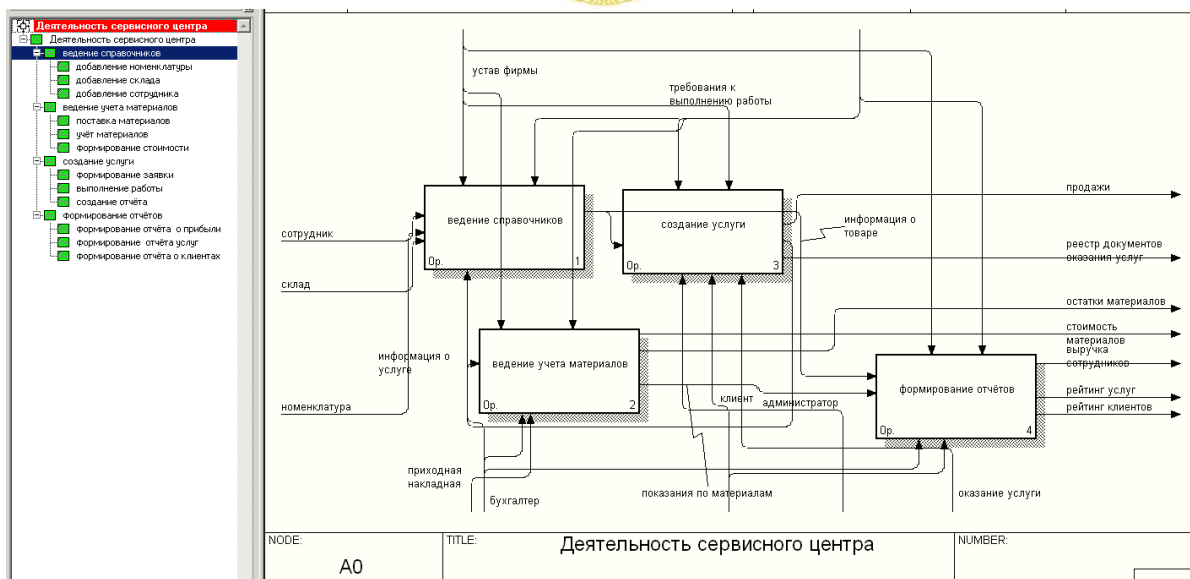 Деятельность сервисного центра
Деятельность сервисного центра
ведение справочников
добавление номенклатуры
добавление склада
добавление сотрудника
ведение учета материалов
поставка материалов
учёт материалов
формирование стоимости
создание услуги
формирование заявки
выполнение работы
создание отчёта
формирование отчётов
формирование отчёта о прибыли
формирование отчёта услуг
формирование отчёта о клиентах
устав фирмы
требования к
выполнению работы
ведение справочников
0р.
1
создание услуги
0р.
3
информация о
товаре
продажи
реестр документов
оказания услуг
сотрудник
склад
номенклатура
остатки материалов
стоимость
материалов
выручка
сотрудников
рейтинг услуг
рейтинг клиентов
информация о
услуге
ведение учета материалов
0р.
2
формирование отчётов
0р.
4
клиент
администратор
приходная
накладная
бухгалтер
показания по материалам
оказание услуги
NODE:
A0
TITLE:
Деятельность сервисного центра
NUMBER: